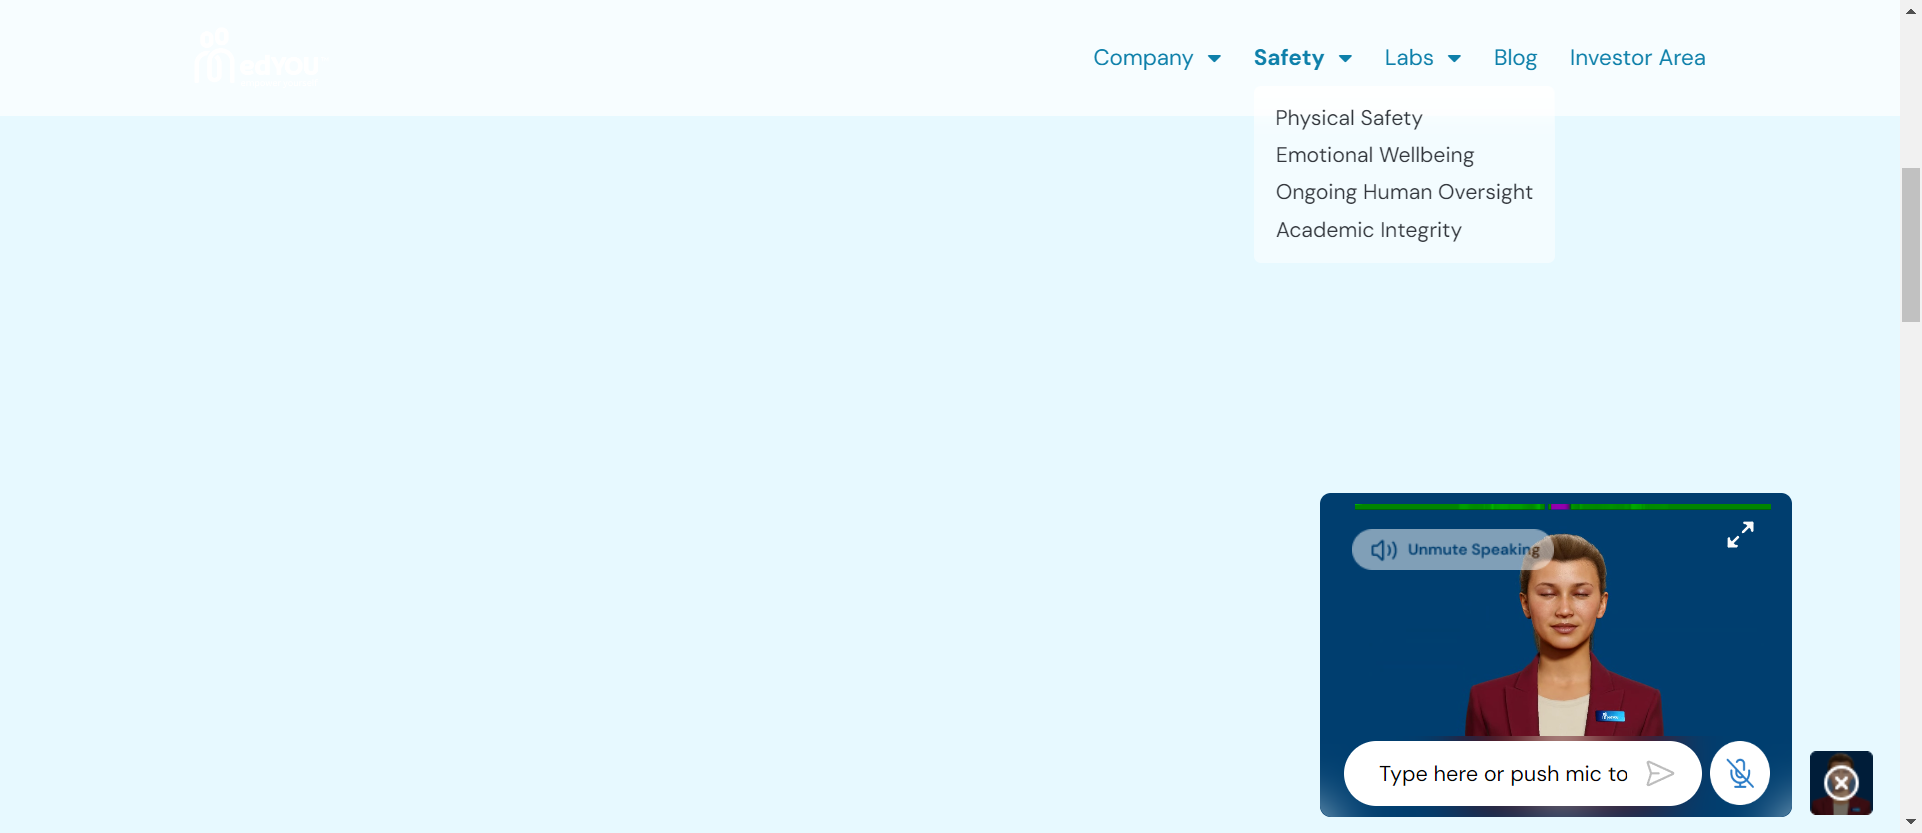 edYOU
Company
Safety
Labs
Blog
Investor Area
Physical Safety
Emotional Wellbeing
Ongoing Human Oversight
Academic Integrity
Unmute Speaking
Type here or push mic to